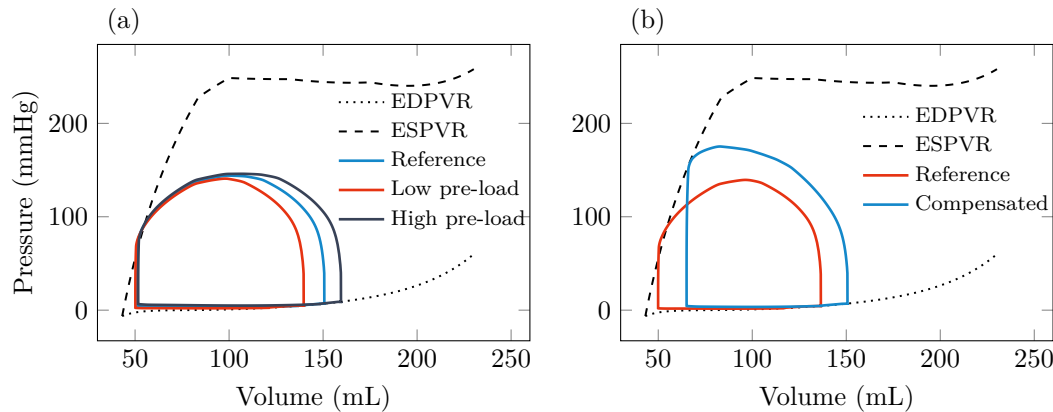 (a)
Pressure (mmHg)
200
100
0
EDPVR
ESPVR
Reference
Low pre-load
High pre-load
50 100 150 200 250
Volume (mL)
(b)
200
100
0
EDPVR
ESPVR
Reference
Compensated
50 100 150 200 250
Volume (mL)